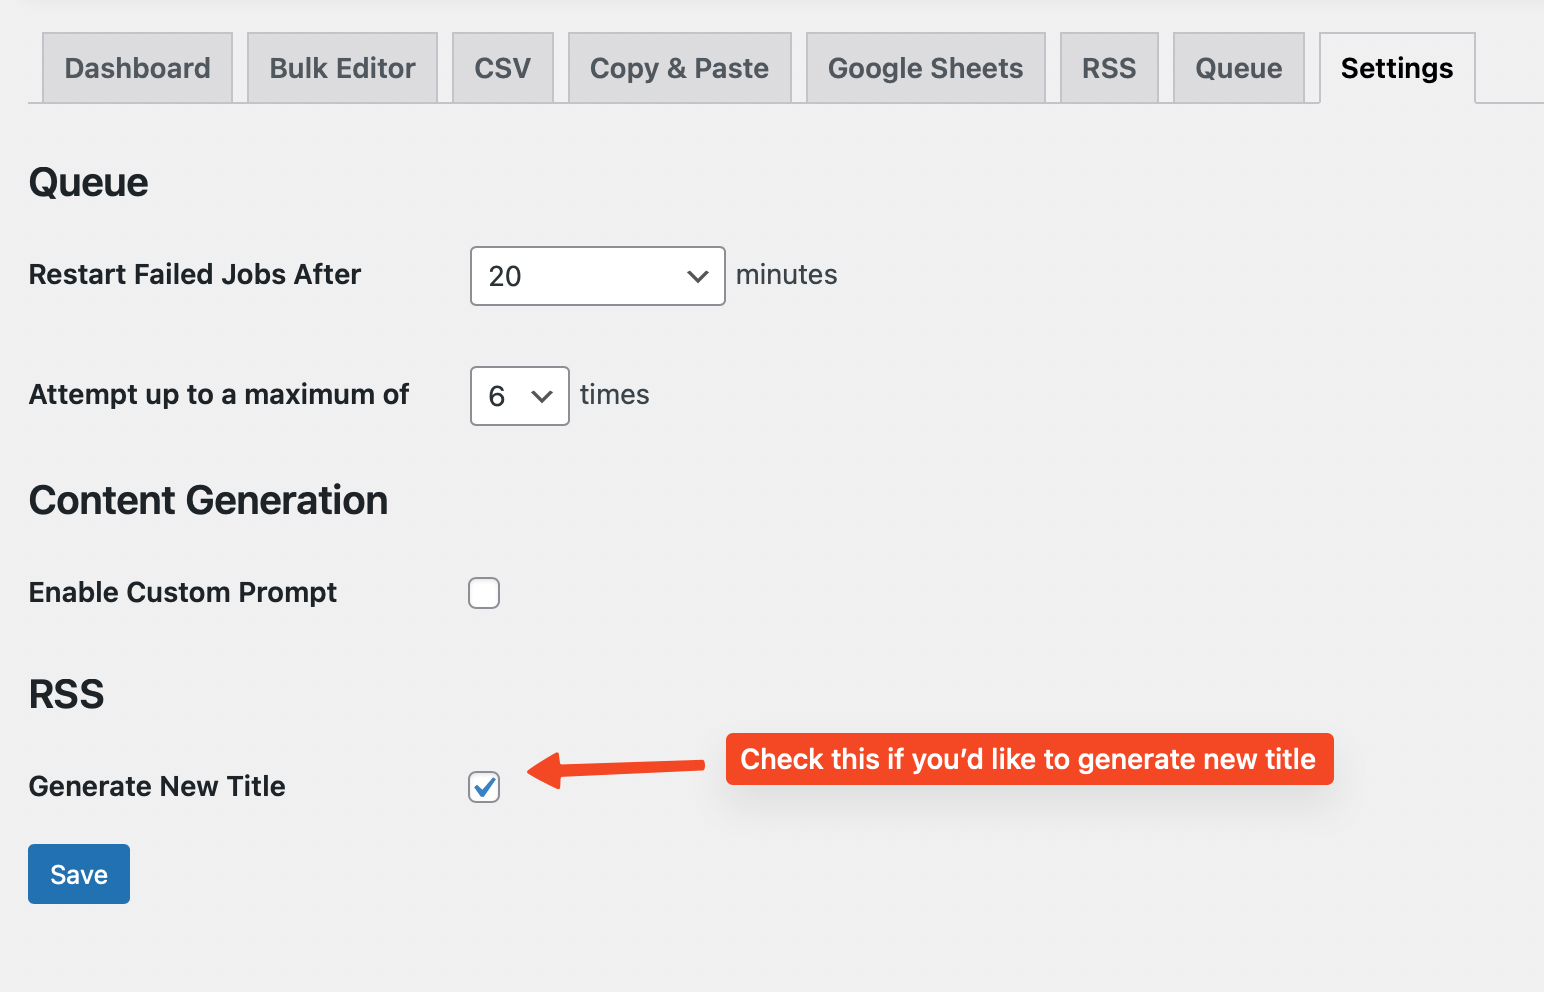 Dashboard Bulk Editor CSV Copy & Paste Google Sheets RSS Queue Settings
Queue
Restart Failed Jobs After 20 minutes
Attempt up to a maximum of 6 times
Content Generation
Enable Custom Prompt
RSS
Check this if you’d like to generate new title
Generate New Title
Save